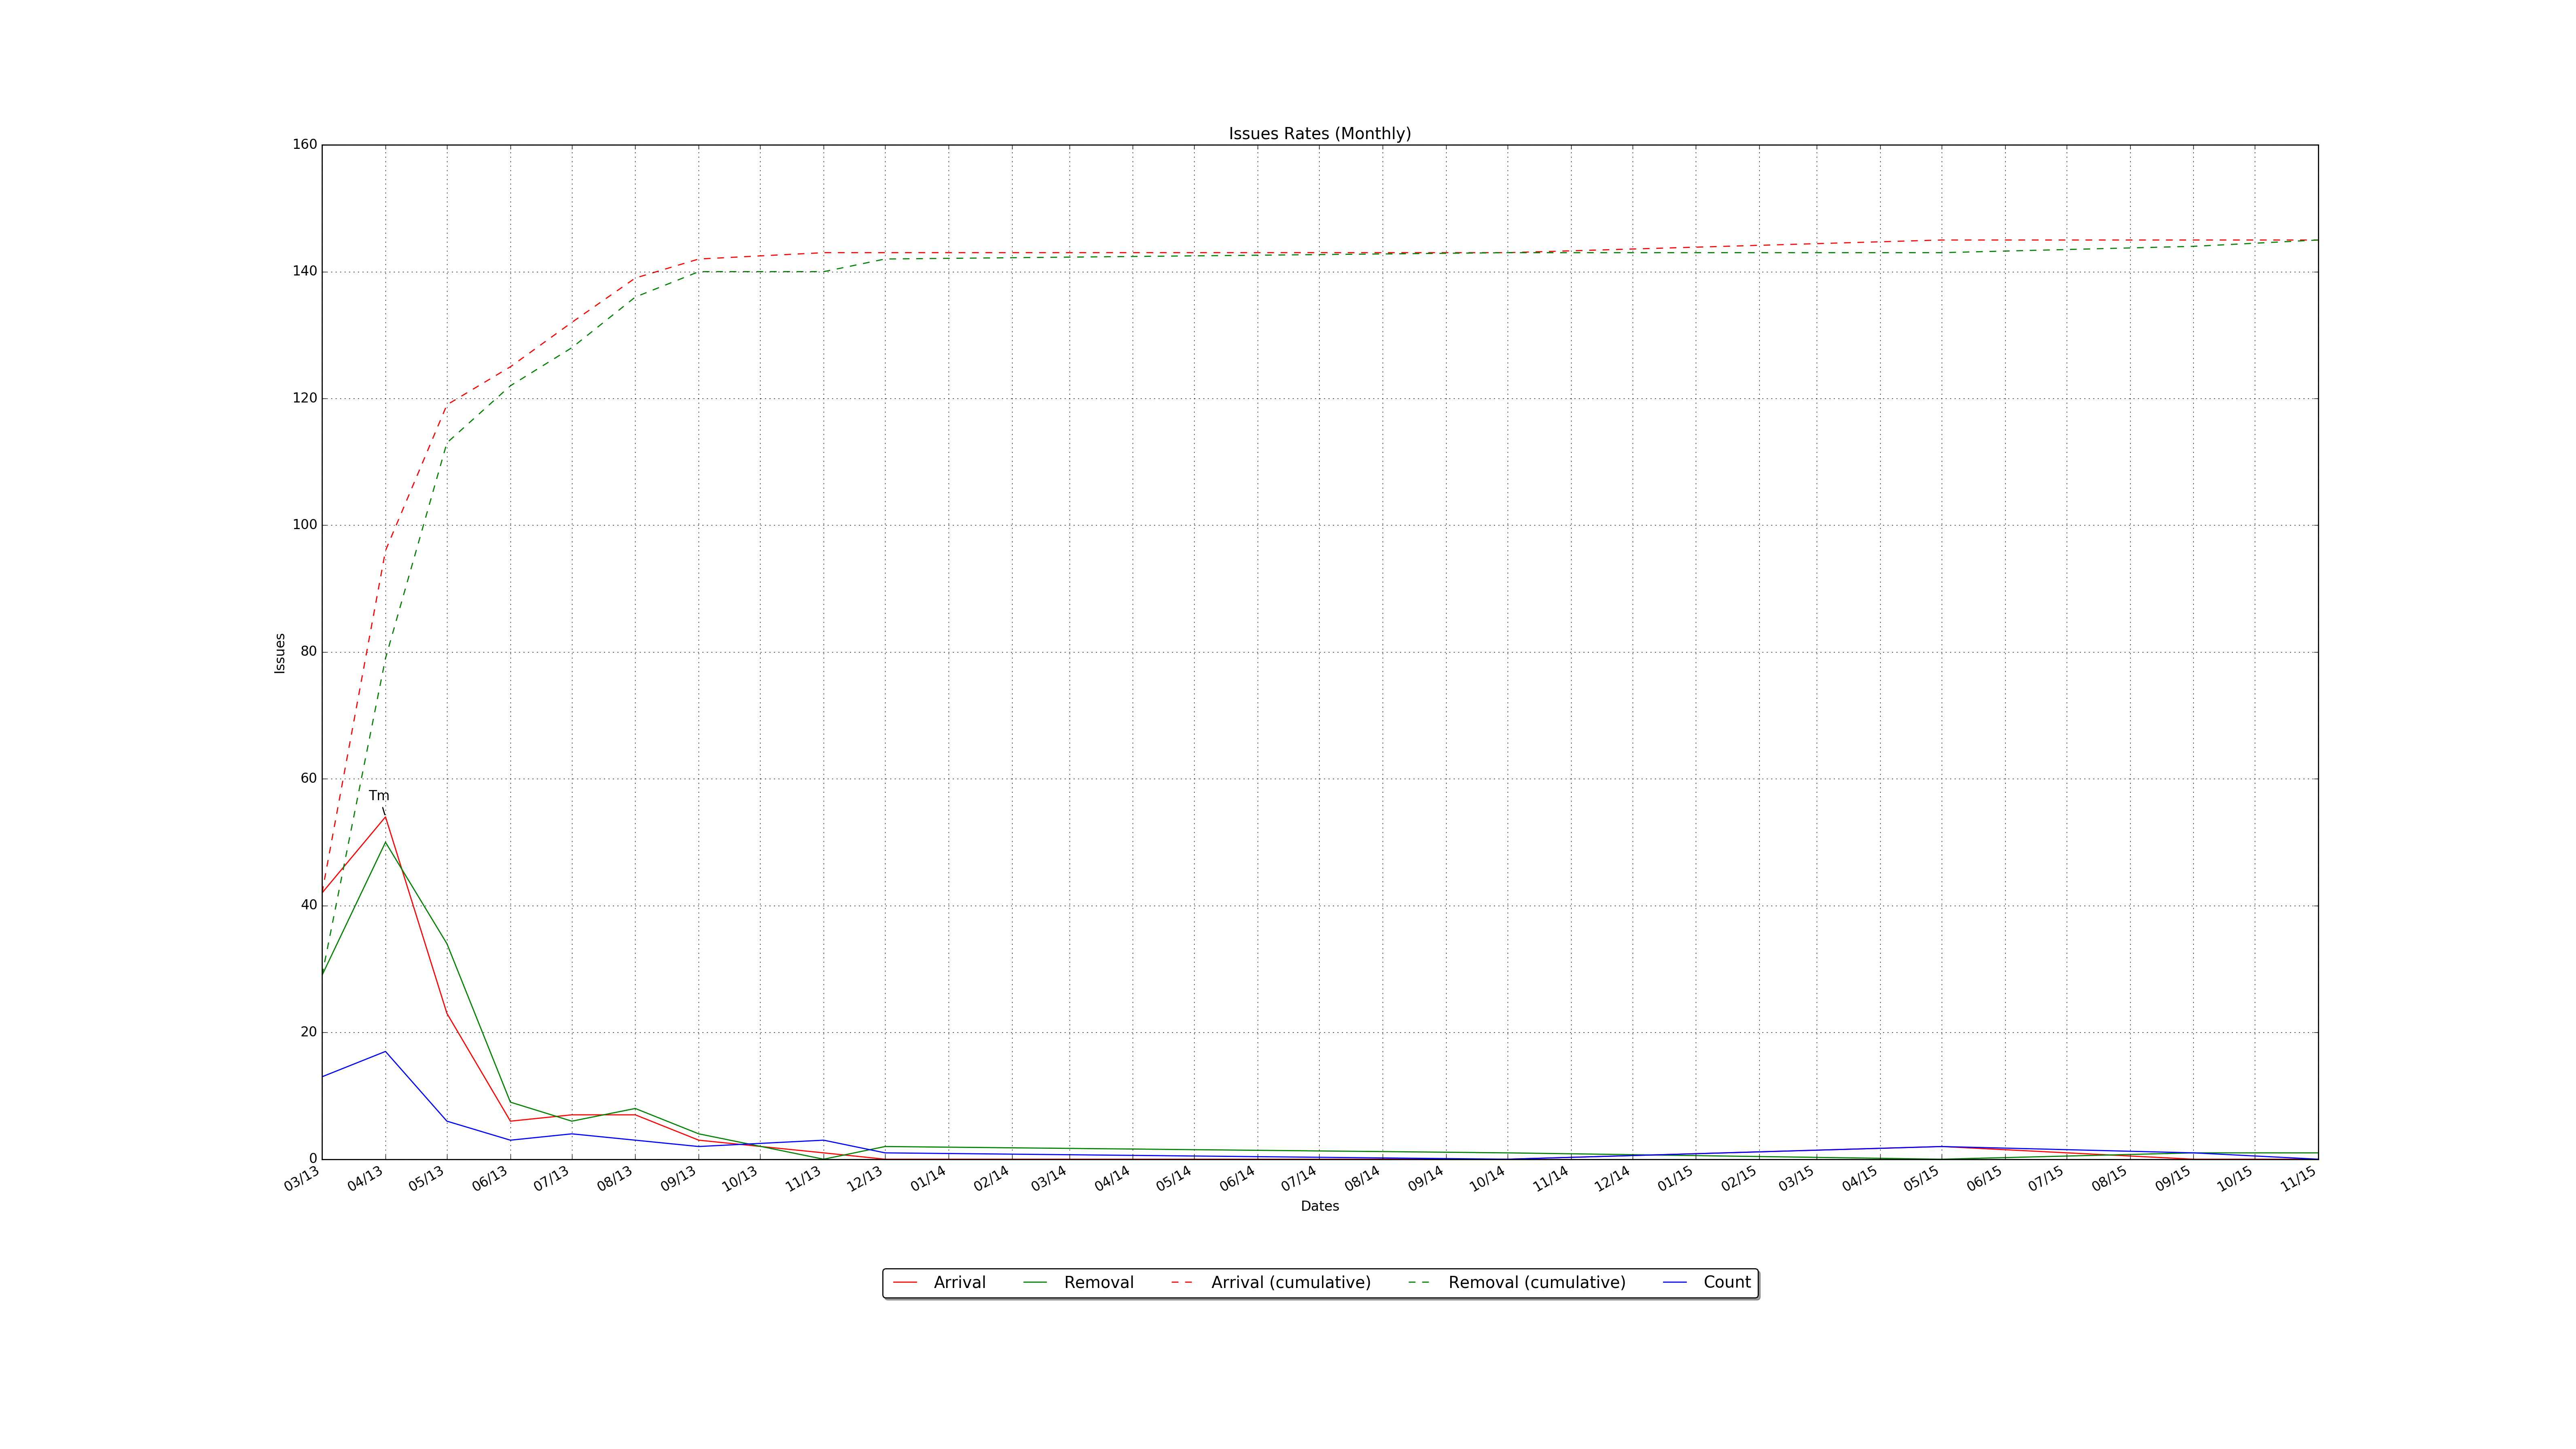 Issues Rates (Monthly)
160
140
120
100
80
60
40
20
0
Issues
Tm
03/13 04/13 05/13 06/13 07/13 08/13 09/13 10/13 11/13 12/13 01/14 02/14 03/14 04/14 05/14 06/14 07/14 08/14 09/14 10/14 11/14 12/14 01/15 02/15 03/15 04/15 05/15 06/15 07/15 08/15 09/15 10/15 11/15
Dates
Arrival Removal Arrival (cumulative) Removal (cumulative) Count